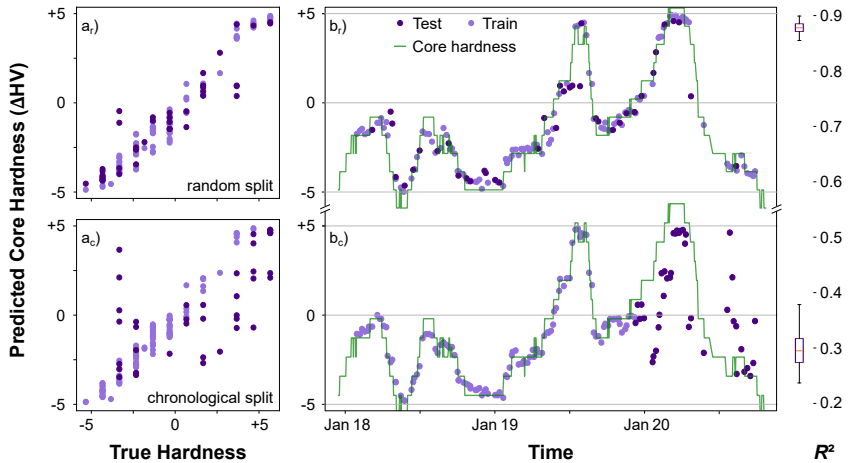 +5
0
-5
a_r)
random split
b_r)
Test
Train
Core hardness
- 0.9
- 0.8
- 0.7
- 0.6
Predicted Core Hardness (ΔHV)
+5
0
-5
a_c)
chronological split
b_c)
- 0.5
- 0.4
- 0.3
- 0.2
-5
0
+5
Jan 18
Jan 19
Jan 20
True Hardness
Time
R²